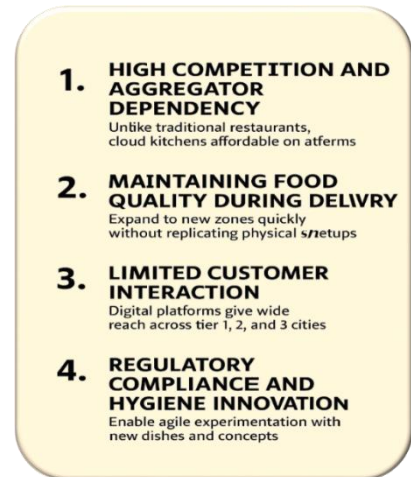 1. HIGH COMPETITION AND
AGGREGATOR
DEPENDENCY
Unlike traditional restaurants,
cloud kitchens affordable on atferms
2. MAINTAINING FOOD
QUALITY DURING DELIVRY
Expand to new zones quickly
without replicating physical snetups
3. LIMITED CUSTOMER
INTERACTION
Digital platforms give wide
reach across tier 1, 2, and 3 cities
4. REGULATORY
COMPLIANCE AND
HYGIENE INNOVATION
Enable agile experimentation with
new dishes and concepts